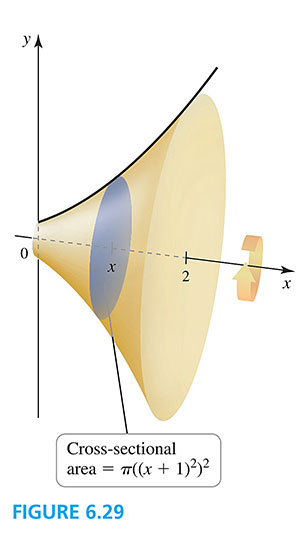 y
0
x
2
x
Cross-sectional
area = π((x + 1)²)²
FIGURE 6.29